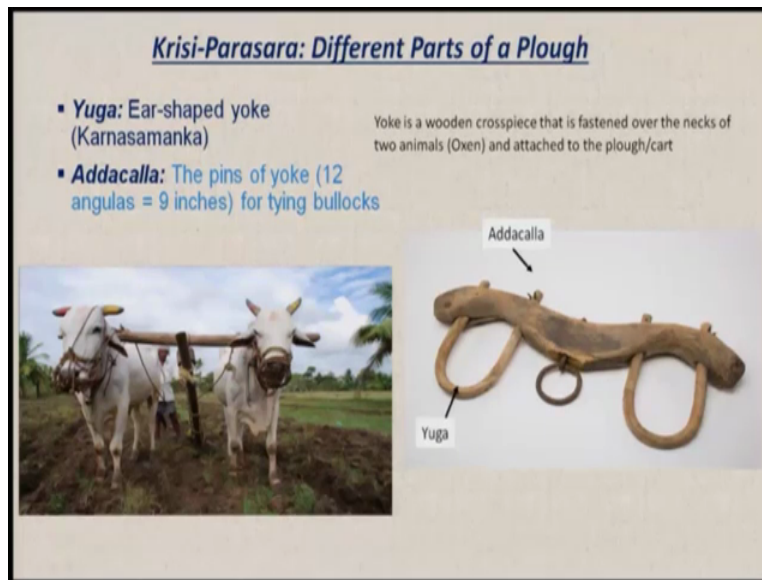 Krisi-Parasara: Different Parts of a Plough
▪ Yuga: Ear-shaped yoke
(Karnasamanka)
▪ Addacalla: The pins of yoke (12
angulas = 9 inches) for tying bullocks
Yoke is a wooden crosspiece that is fastened over the necks of
two animals (Oxen) and attached to the plough/cart
Addacalla
Yuga